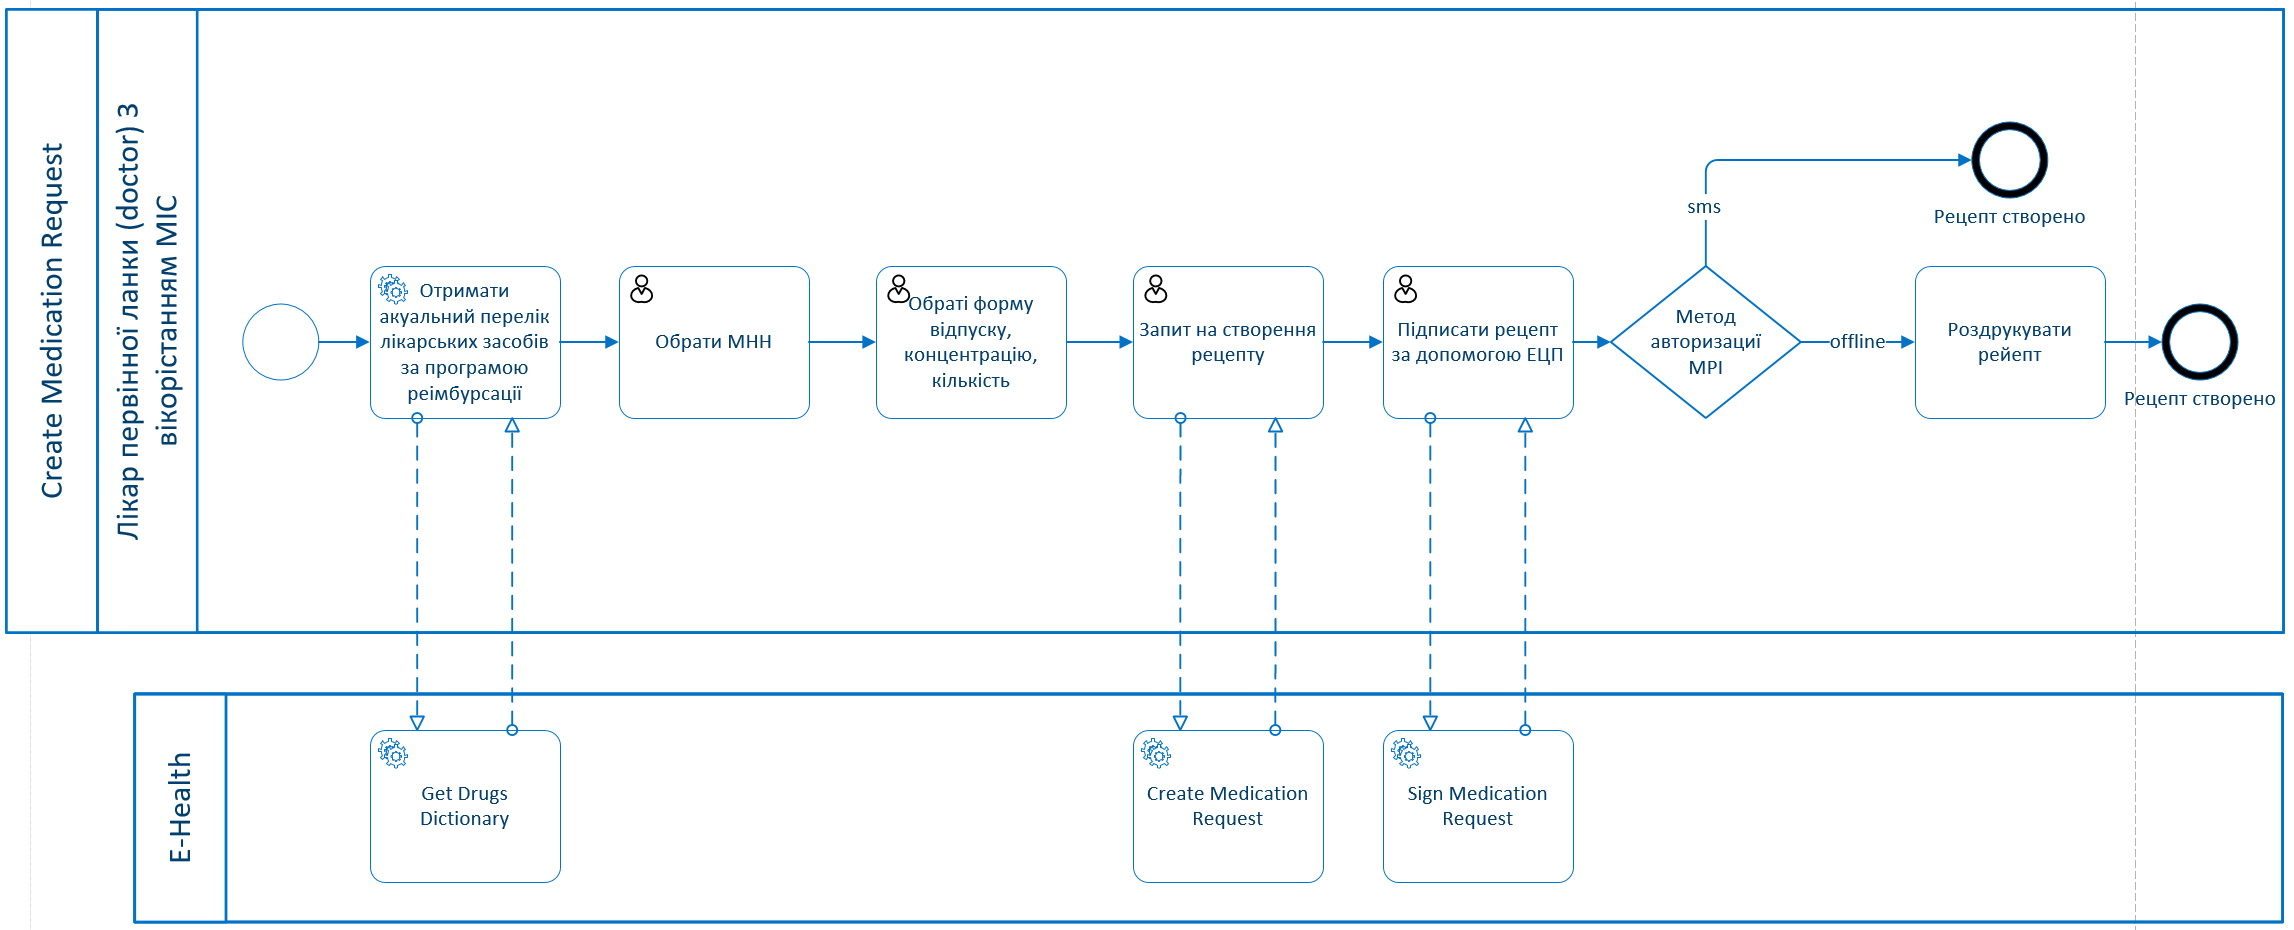 Create Medication Request
Лікар первінної ланки (doctor) з
вікорістанням МІС
Отримати
акуальний перелік
лікарських засобів
за програмою
реімбурсації
Обрати МНН
Обраті форму
відпуску,
концентрацію,
кількість
Запит на створення
рецепту
Підписати рецепт
за допомогою ЕЦП
Метод
авторизації
МРІ
sms
Рецепт створено
offline
Роздрукувати
рейепт
Рецепт створено
E-Health
Get Drugs
Dictionary
Create Medication
Request
Sign Medication
Request